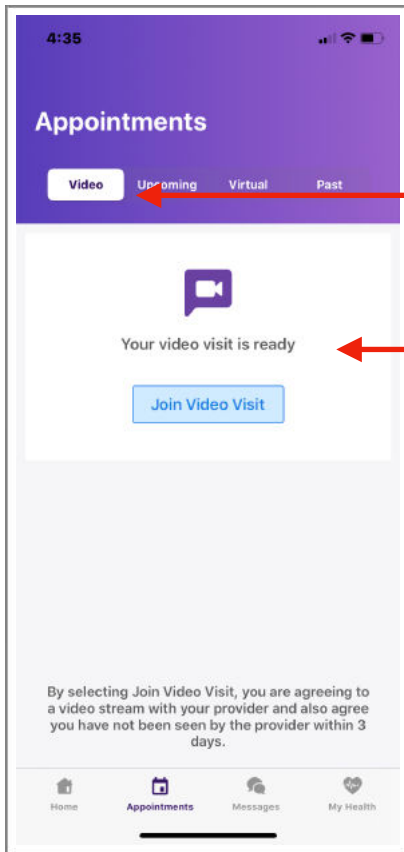 4:35
Appointments
Video Upcoming Virtual Past
Your video visit is ready
Join Video Visit
By selecting Join Video Visit, you are agreeing to
a video stream with your provider and also agree
you have not been seen by the provider within 3
days.
Home Appointments Messages My Health